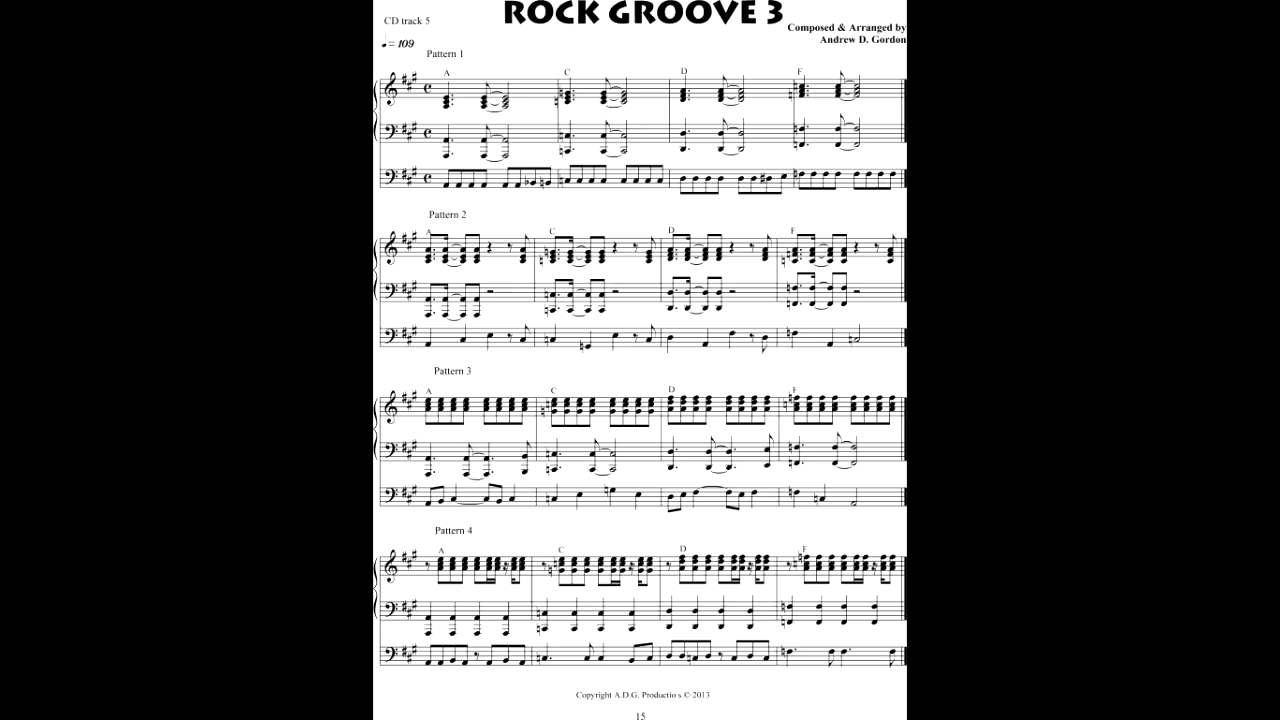 ROCK GROOVE 3
CD track 5
Composed & Arranged by
Andrew D. Gordon
♩= 109
Pattern 1
A C D F
Pattern 2
A C D F
Pattern 3
A C D F
Pattern 4
A C D F
Copyright A.D.G. Productio s © 2013
15